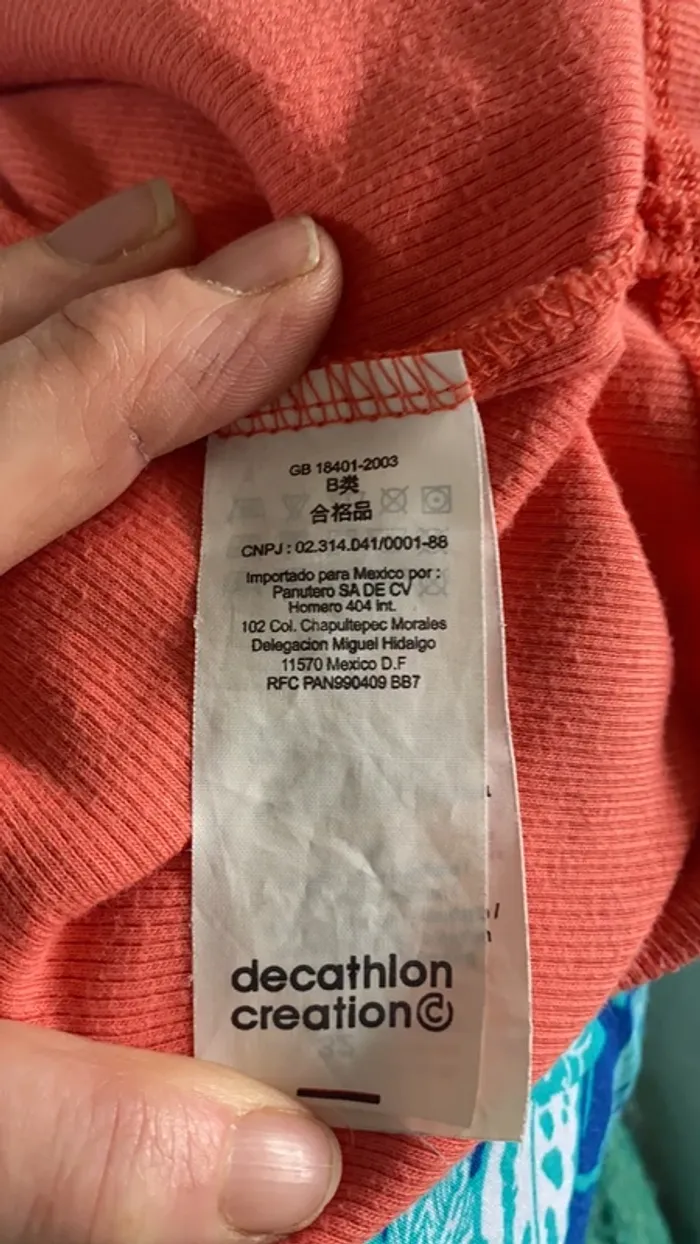 GB 18401-2003
B类
合格品
CNPJ : 02.314.041/0001-88
Importado para Mexico por :
Panutero SA DE CV
Homero 404 Int.
102 Col. Chapultepec Morales
Delegacion Miguel Hidalgo
11570 Mexico D.F
RFC PAN990409 BB7
decathlon
creation©